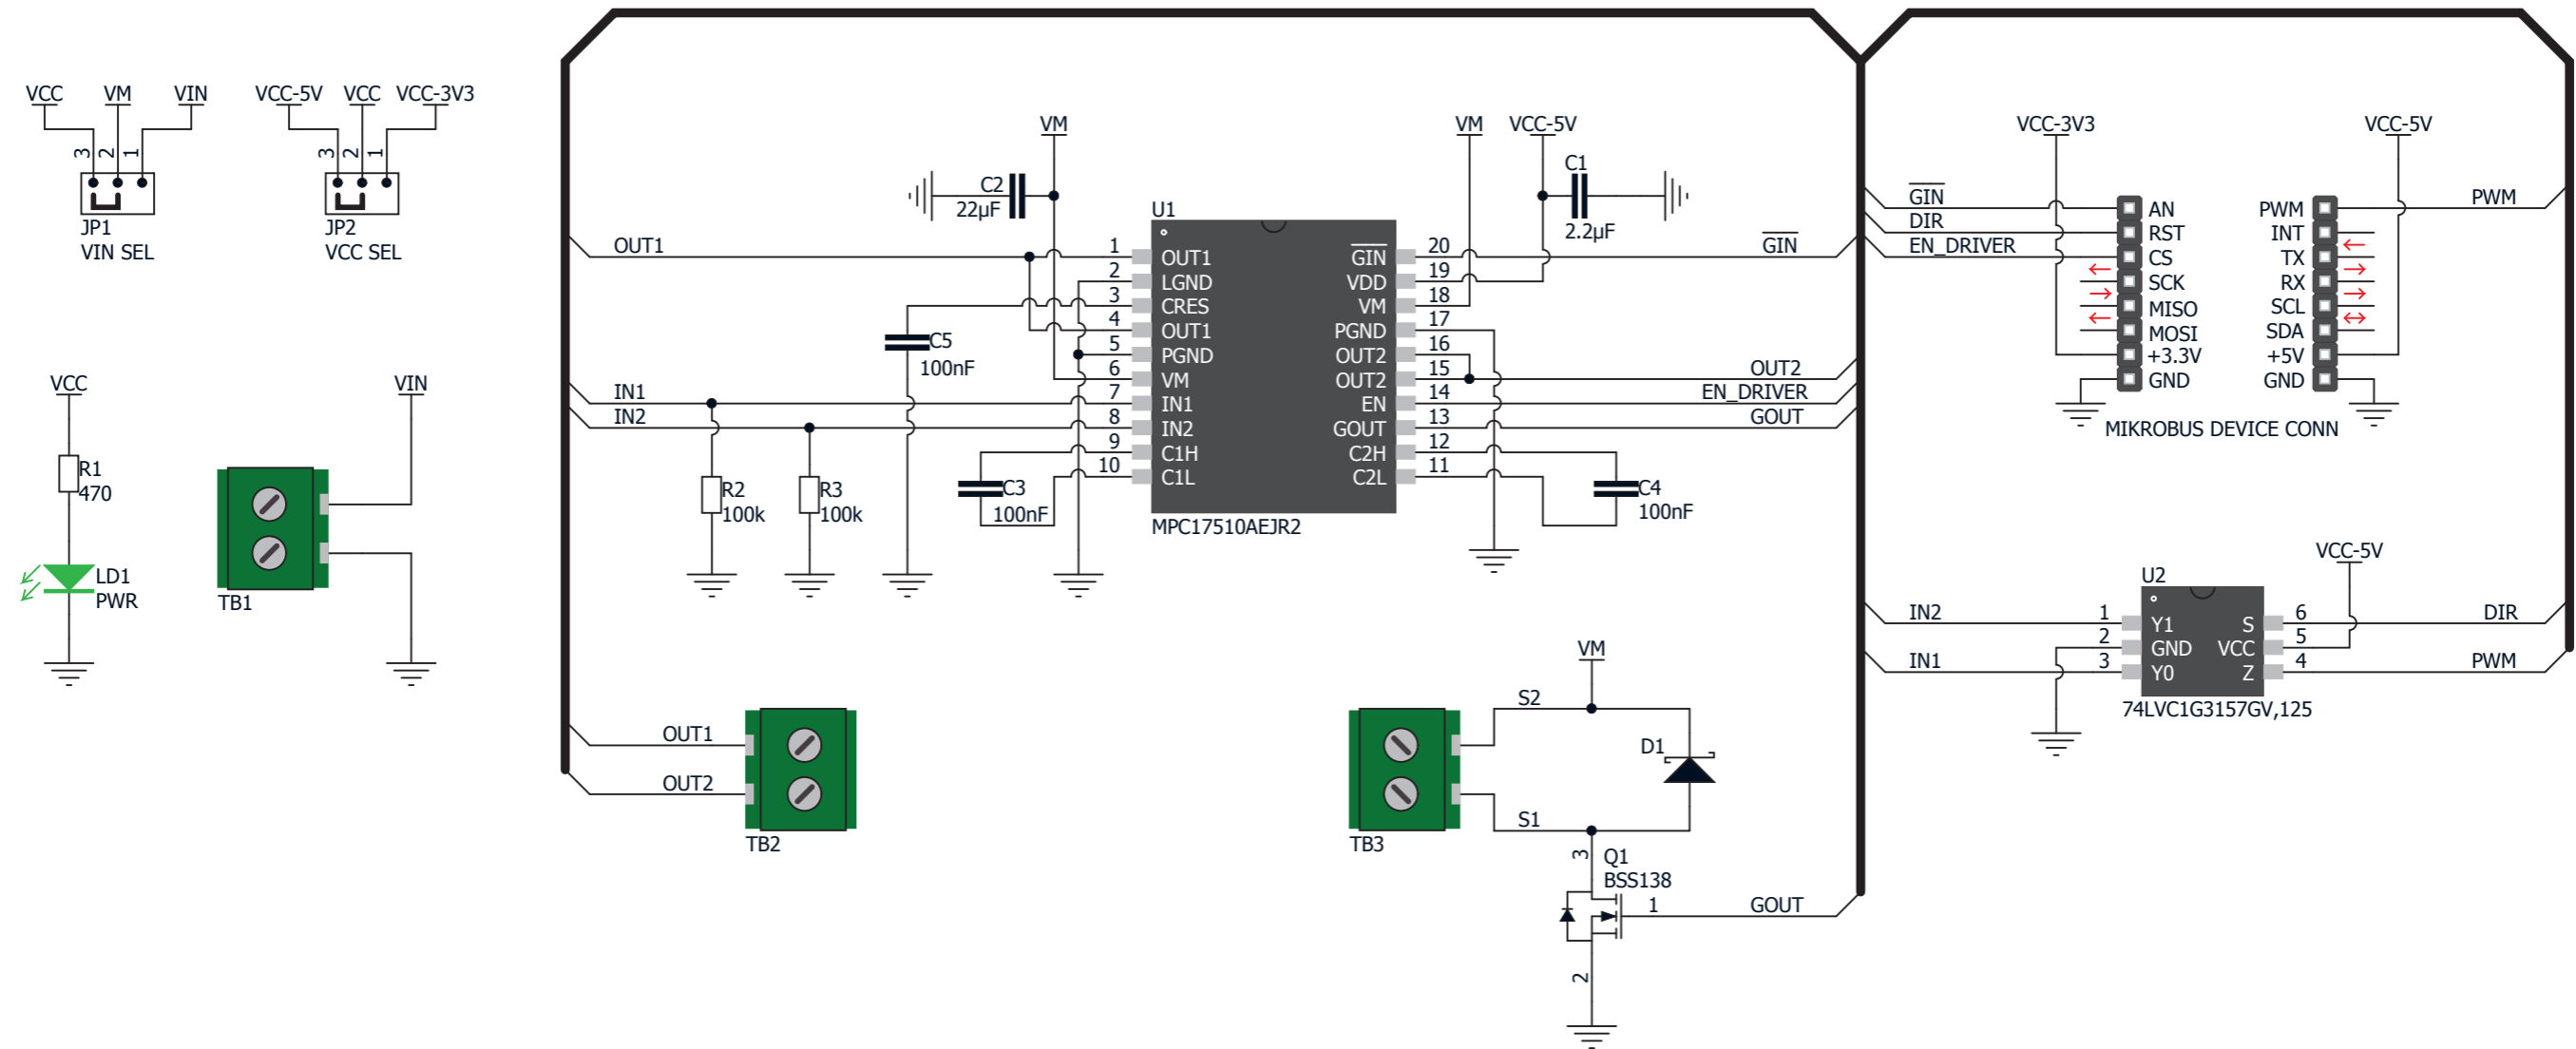 VCC VM VIN
3 2 1
JP1
VIN SEL
VCC-5V VCC VCC-3V3
3 2 1
JP2
VCC SEL
VCC
R1
470
LD1
PWR
VIN
TB1
VM
C2
22µF
VM
VCC-5V
C1
2.2µF
U1
OUT1 1 OUT1
2 LGND
3 CRES
4 OUT1
5 PGND
6 VM
IN1 7 IN1
IN2 8 IN2
9 C1H
10 C1L
GIN 20 GIN
VDD 19
VM 18
PGND 17
OUT2 16
OUT2 15 OUT2
EN 14 EN_DRIVER
GOUT 13 GOUT
C2H 12
C2L 11
MPC17510AEJR2
C5
100nF
R2
100k
R3
100k
C3
100nF
C4
100nF
OUT1
OUT2
TB2
VM
S2
D1
S1
TB3
3
Q1
BSS138
1 GOUT
2
VCC-3V3
VCC-5V
GIN AN
DIR RST
EN_DRIVER CS
SCK
MISO
MOSI
+3.3V
GND
PWM PWM
INT
TX
RX
SCL
SDA
+5V
GND
MIKROBUS DEVICE CONN
VCC-5V
U2
IN2 1 Y1
2 GND
IN1 3 Y0
S 6 DIR
VCC 5
Z 4 PWM
74LVC1G3157GV,125